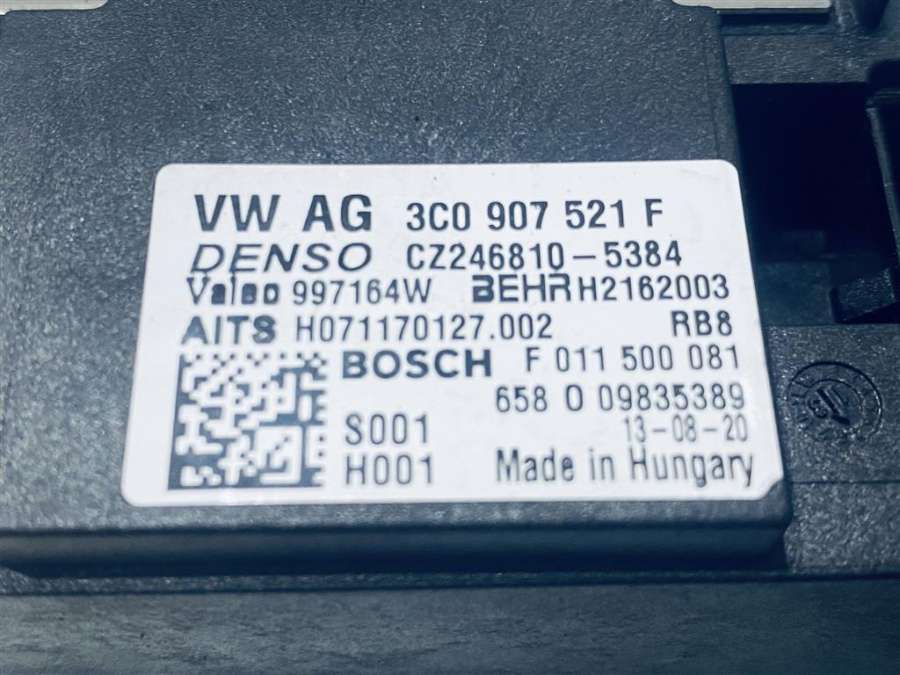 VW AG 3C0 907 521 F
DENSO CZ246810-5384
Valeo 997164W BEHR H2162003
AITS H071170127.002 RB8
BOSCH F 011 500 081
658 0 09835389
S001 13-08-20
H001 Made in Hungary